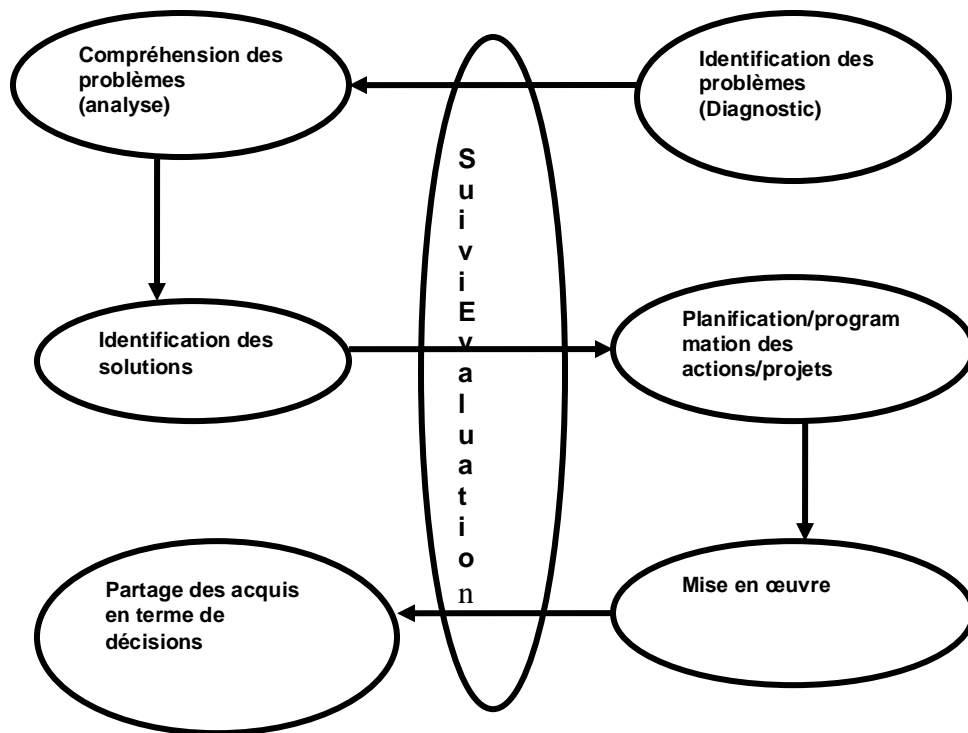 Compréhension des
problèmes
(analyse)
Identification des
problèmes
(Diagnostic)
S
u
i
v
i
E
v
a
l
u
a
t
i
o
n
Identification des
solutions
Planification/program
mation des
actions/projets
Partage des acquis
en terme de
décisions
Mise en œuvre